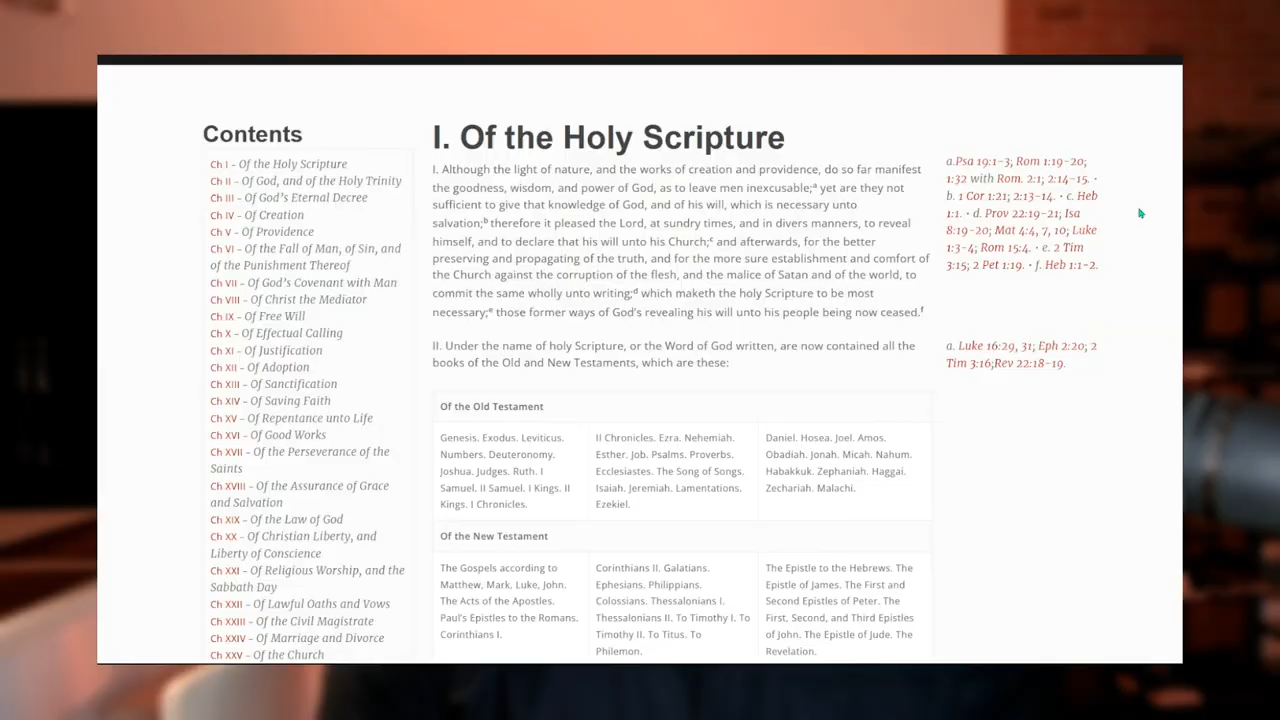 Contents
Ch I – Of the Holy Scripture
Ch II – Of God, and of the Holy Trinity
Ch III – Of God's Eternal Decree
Ch IV – Of Creation
Ch V – Of Providence
Ch VI – Of the Fall of Man, of Sin, and
of the Punishment Thereof
Ch VII – Of God's Covenant with Man
Ch VIII – Of Christ the Mediator
Ch IX – Of Free Will
Ch X – Of Effectual Calling
Ch XI – Of Justification
Ch XII – Of Adoption
Ch XIII – Of Sanctification
Ch XIV – Of Saving Faith
Ch XV – Of Repentance unto Life
Ch XVI – Of Good Works
Ch XVII – Of the Perseverance of the
Saints
Ch XVIII – Of the Assurance of Grace
and Salvation
Ch XIX – Of the Law of God
Ch XX – Of Christian Liberty, and
Liberty of Conscience
Ch XXI – Of Religious Worship, and the
Sabbath Day
Ch XXII – Of Lawful Oaths and Vows
Ch XXIII – Of the Civil Magistrate
Ch XXIV – Of Marriage and Divorce
Ch XXV – Of the Church
I. Of the Holy Scripture
I. Although the light of nature, and the works of creation and providence, do so far manifest
the goodness, wisdom, and power of God, as to leave men inexcusable;ᵃ yet are they not
sufficient to give that knowledge of God, and of his will, which is necessary unto
salvation;ᵇ therefore it pleased the Lord, at sundry times, and in divers manners, to reveal
himself, and to declare that his will unto his Church;ᶜ and afterwards, for the better
preserving and propagating of the truth, and for the more sure establishment and comfort of
the Church against the corruption of the flesh, and the malice of Satan and of the world, to
commit the same wholly unto writing;ᵈ which maketh the holy Scripture to be most
necessary;ᵉ those former ways of God's revealing his will unto his people being now ceased.ᶠ
II. Under the name of holy Scripture, or the Word of God written, are now contained all the
books of the Old and New Testaments, which are these:
Of the Old Testament
Genesis. Exodus. Leviticus.
Numbers. Deuteronomy.
Joshua. Judges. Ruth. I
Samuel. II Samuel. I Kings. II
Kings. I Chronicles.
II Chronicles. Ezra. Nehemiah.
Esther. Job. Psalms. Proverbs.
Ecclesiastes. The Song of Songs.
Isaiah. Jeremiah. Lamentations.
Ezekiel.
Daniel. Hosea. Joel. Amos.
Obadiah. Jonah. Micah. Nahum.
Habakkuk. Zephaniah. Haggai.
Zechariah. Malachi.
Of the New Testament
The Gospels according to
Matthew, Mark, Luke, John.
The Acts of the Apostles.
Paul's Epistles to the Romans.
Corinthians I.
Corinthians II. Galatians.
Ephesians. Philippians.
Colossians. Thessalonians I.
Thessalonians II. To Timothy I. To
Timothy II. To Titus. To
Philemon.
The Epistle to the Hebrews. The
Epistle of James. The First and
Second Epistles of Peter. The
First, Second, and Third Epistles
of John. The Epistle of Jude. The
Revelation.
a.Psa 19:1–3; Rom 1:19–20;
1:32 with Rom. 2:1; 2:14–15. •
b. 1 Cor 1:21; 2:13–14. • c. Heb
1:1. • d. Prov 22:19–21; Isa
8:19–20; Mat 4:4, 7, 10; Luke
1:3–4; Rom 15:4. • e. 2 Tim
3:15; 2 Pet 1:19. • f. Heb 1:1–2.
a. Luke 16:29, 31; Eph 2:20; 2
Tim 3:16;Rev 22:18–19.